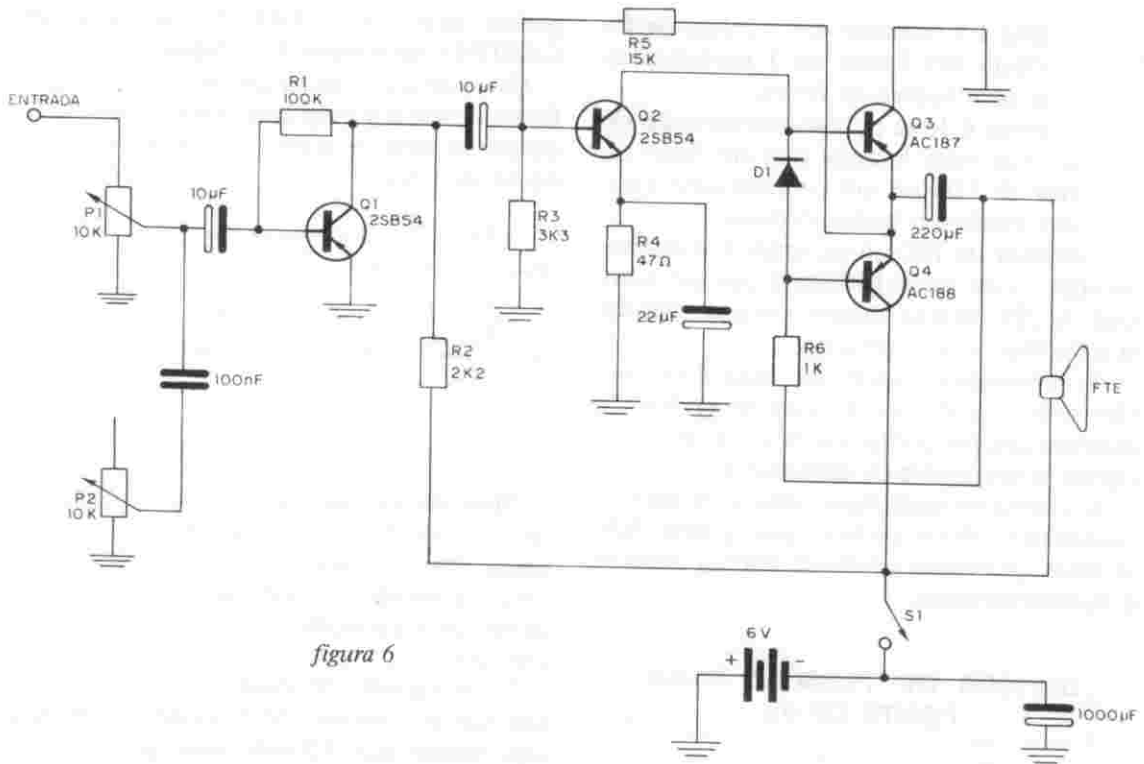 ENTRADA
P1
10K
10µF
R1
100K
Q1
2SB54
100nF
P2
10K
R2
2K2
10µF
R3
3K3
R5
15K
Q2
2SB54
R4
47Ω
22µF
D1
R6
1K
Q3
AC187
220µF
Q4
AC188
FTE
S1
6V
+
-
1000µF
figura 6